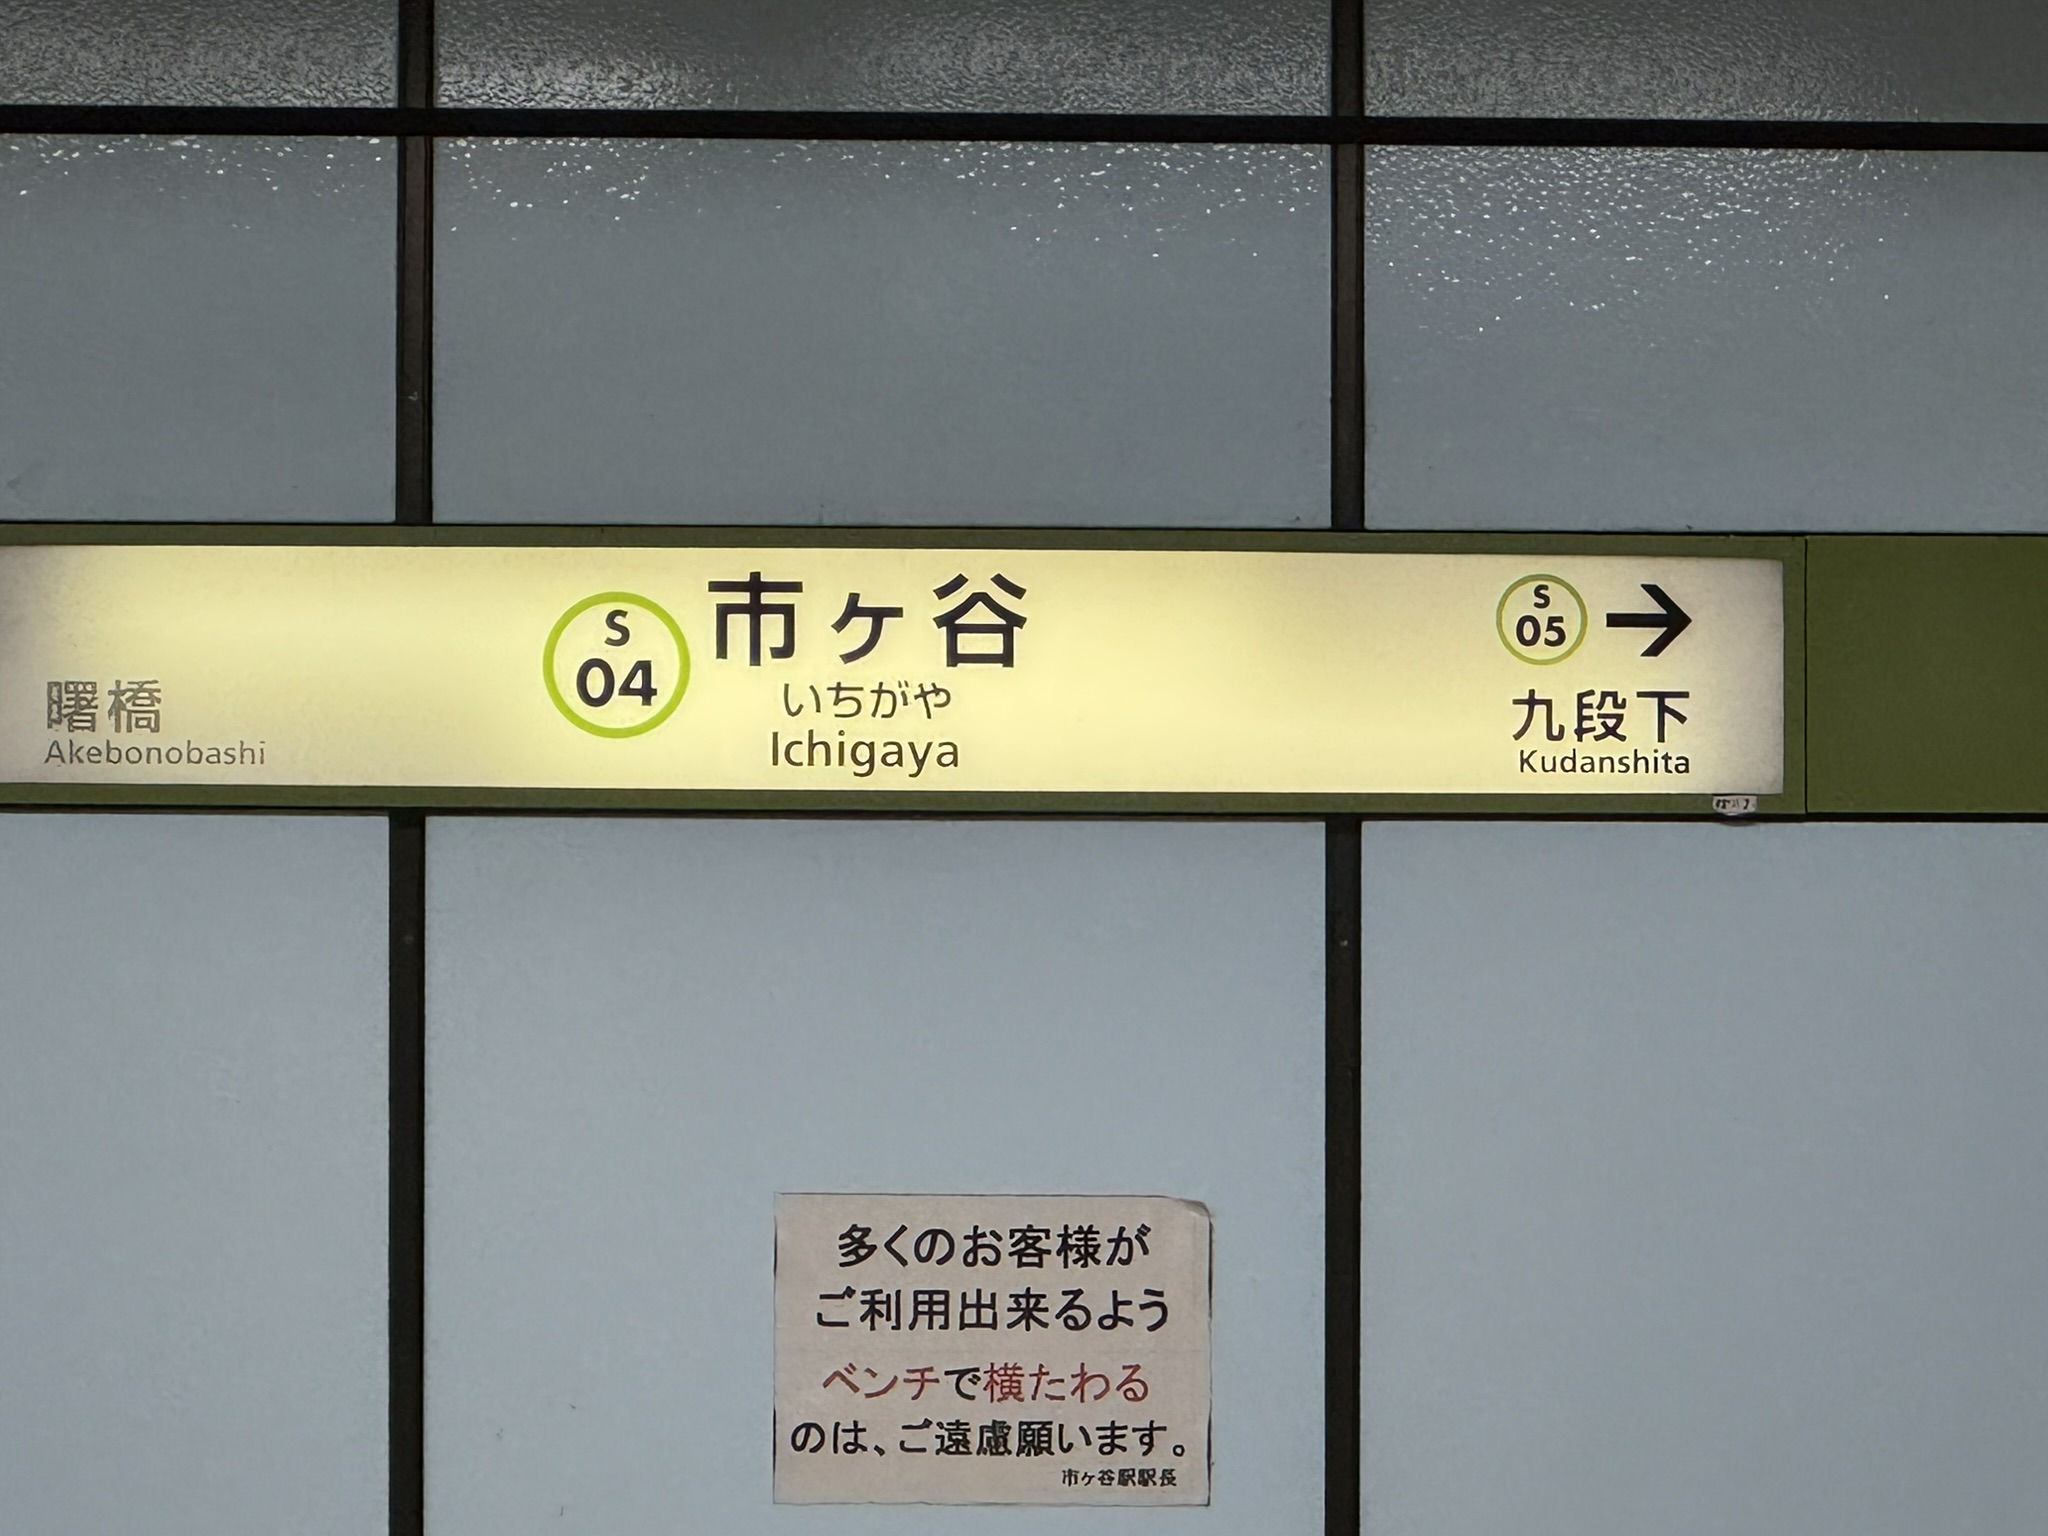 曙橋
Akebonobashi
S
04
市ヶ谷
いちがや
Ichigaya
S
05 →
九段下
Kudanshita
多くのお客様が
ご利用出来るよう
ベンチで横たわる
のは、ご遠慮願います。
市ヶ谷駅駅長